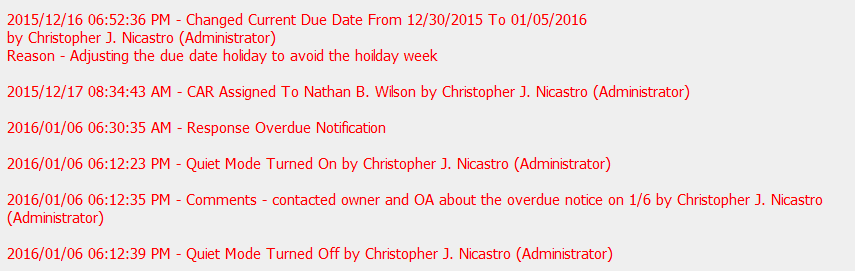 2015/12/16 06:52:36 PM - Changed Current Due Date From 12/30/2015 To 01/05/2016
by Christopher J. Nicastro (Administrator)
Reason - Adjusting the due date holiday to avoid the hoilday week
2015/12/17 08:34:43 AM - CAR Assigned To Nathan B. Wilson by Christopher J. Nicastro (Administrator)
2016/01/06 06:30:35 AM - Response Overdue Notification
2016/01/06 06:12:23 PM - Quiet Mode Turned On by Christopher J. Nicastro (Administrator)
2016/01/06 06:12:35 PM - Comments - contacted owner and OA about the overdue notice on 1/6 by Christopher J. Nicastro
(Administrator)
2016/01/06 06:12:39 PM - Quiet Mode Turned Off by Christopher J. Nicastro (Administrator)